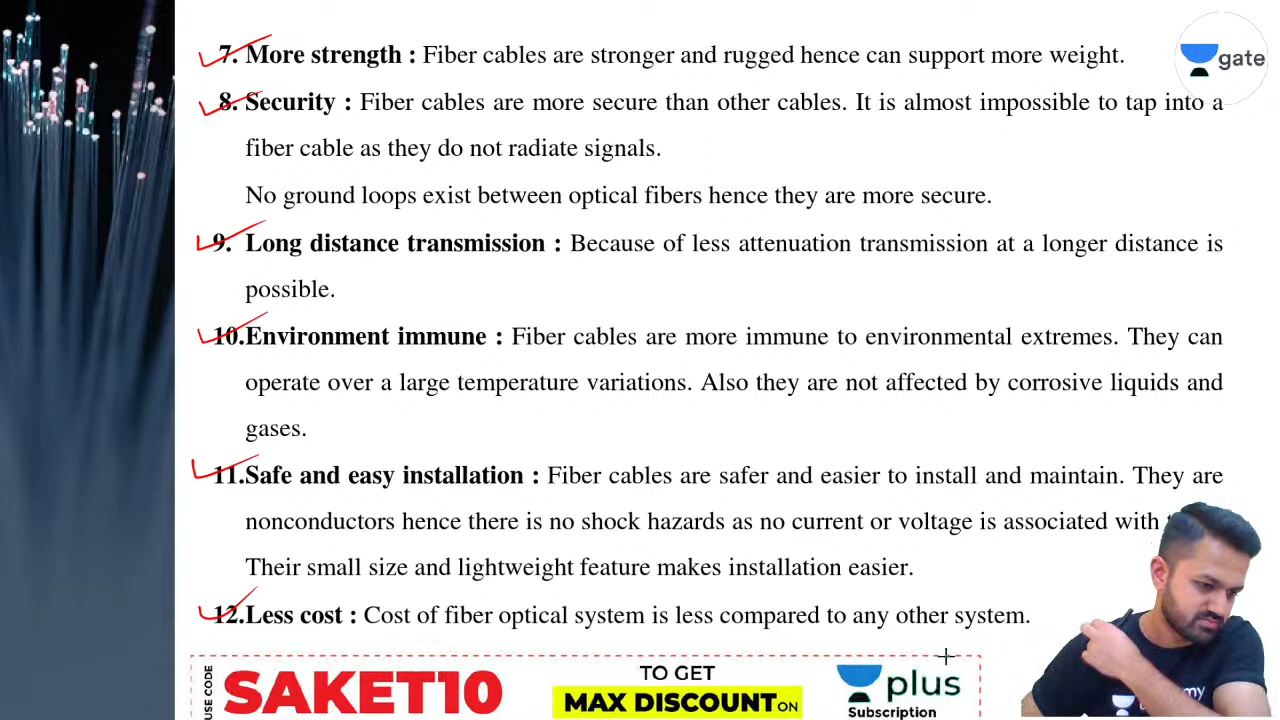 7. More strength : Fiber cables are stronger and rugged hence can support more weight.
gate
8. Security : Fiber cables are more secure than other cables. It is almost impossible to tap into a
fiber cable as they do not radiate signals.
No ground loops exist between optical fibers hence they are more secure.
9. Long distance transmission : Because of less attenuation transmission at a longer distance is
possible.
10.Environment immune : Fiber cables are more immune to environmental extremes. They can
operate over a large temperature variations. Also they are not affected by corrosive liquids and
gases.
11.Safe and easy installation : Fiber cables are safer and easier to install and maintain. They are
nonconductors hence there is no shock hazards as no current or voltage is associated with
Their small size and lightweight feature makes installation easier.
12.Less cost : Cost of fiber optical system is less compared to any other system.
USE CODE
SAKET10
TO GET
MAX DISCOUNT ON
plus
Subscription